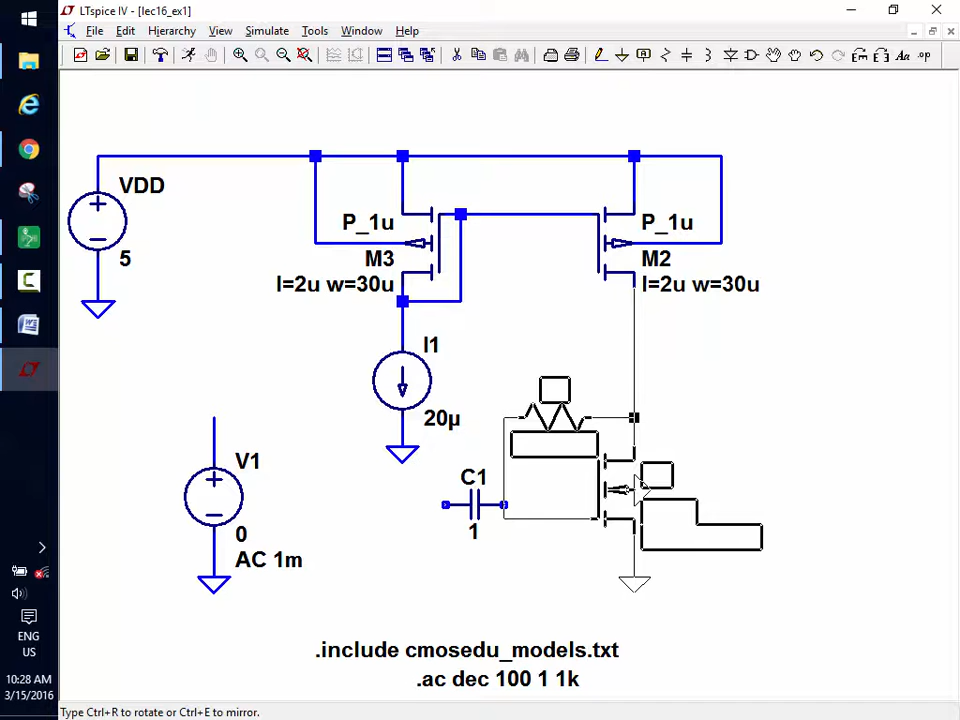 LTspice IV - [lec16_ex1]
File Edit Hierarchy View Simulate Tools Window Help
VDD
5
P_1u
M3
l=2u w=30u
P_1u
M2
l=2u w=30u
I1
20µ
V1
0
AC 1m
C1
1
.include cmosedu_models.txt
.ac dec 100 1 1k
ENG
US
10:28 AM
3/15/2016
Type Ctrl+R to rotate or Ctrl+E to mirror.